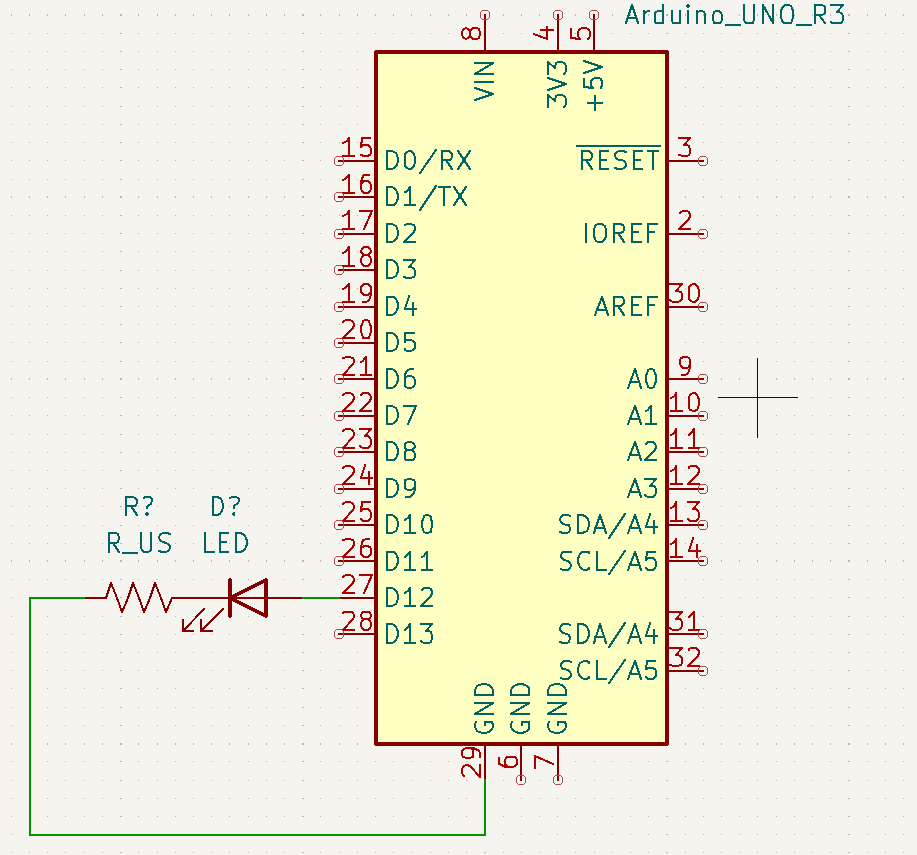 Arduino_UNO_R3
8 4 5
VIN 3V3 +5V
15 D0/RX RESET 3
16 D1/TX
17 D2 IOREF 2
18 D3
19 D4 AREF 30
20 D5
21 D6 A0 9
22 D7 A1 10
23 D8 A2 11
24 D9 A3 12
R? D? 25 D10 SDA/A4 13
R_US LED 26 D11 SCL/A5 14
27 D12
28 D13 SDA/A4 31
SCL/A5 32
GND GND GND
29 6 7